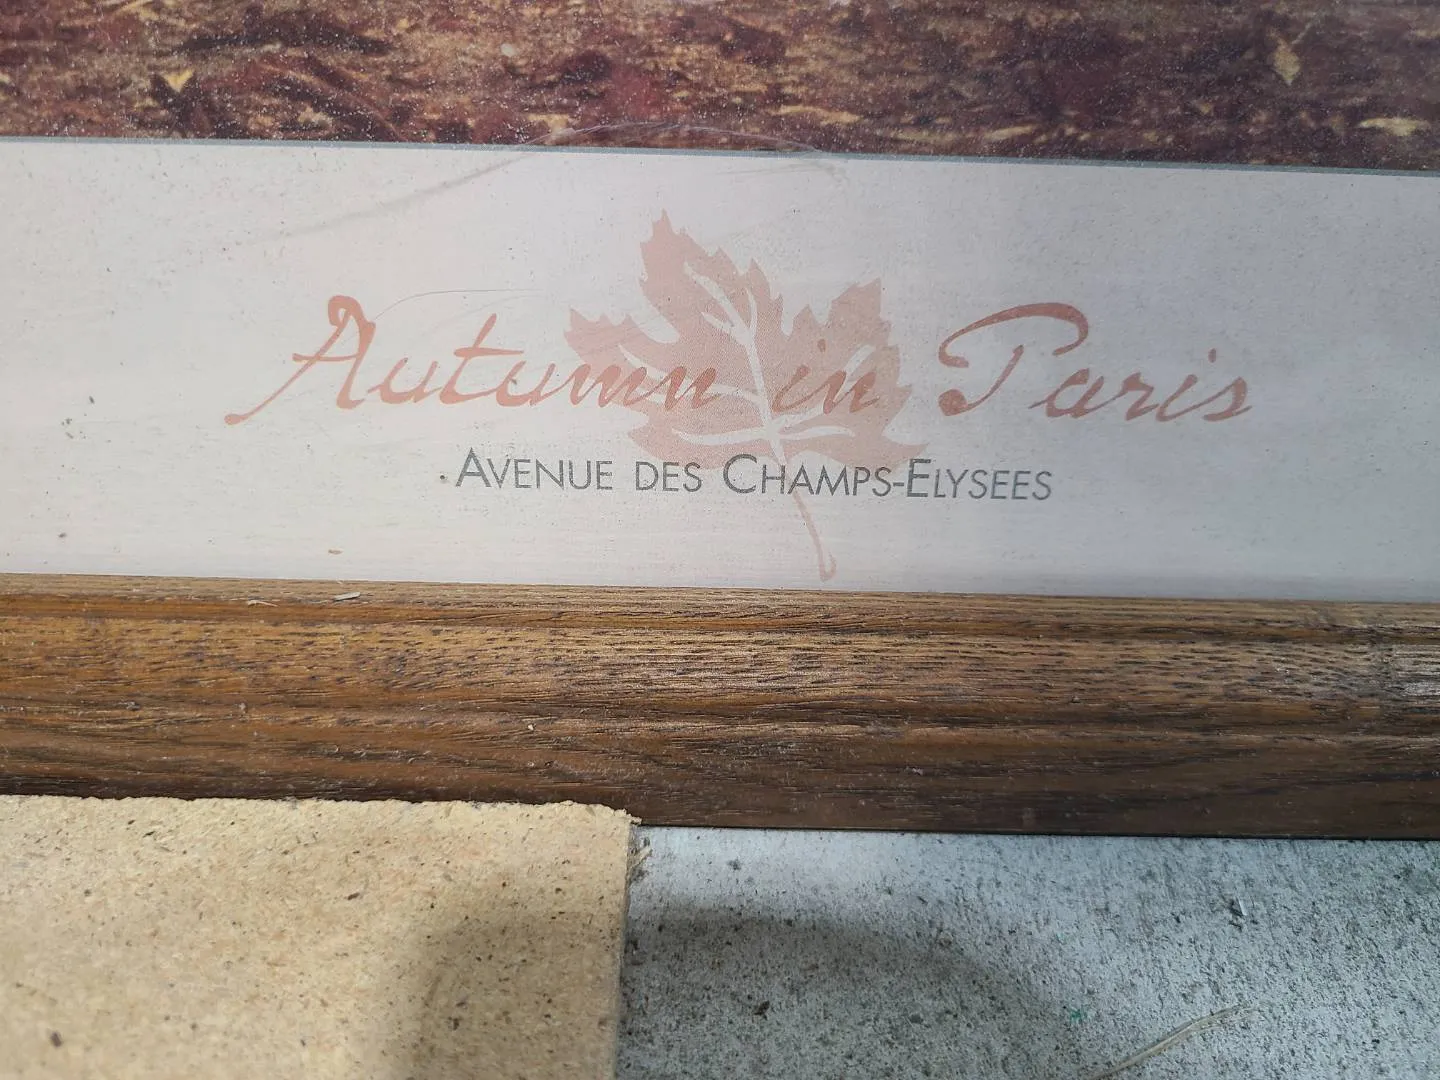 Autumn in Paris
AVENUE DES CHAMPS-ELYSEES